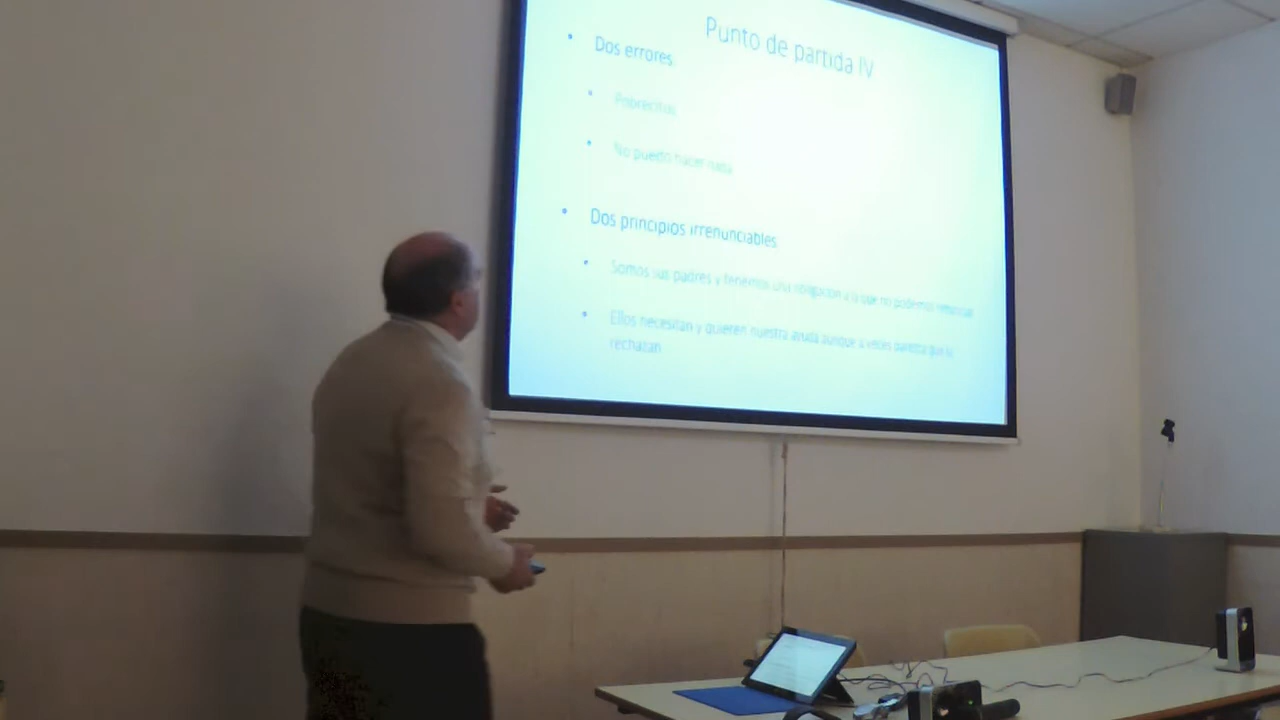 Punto de partida IV
Dos errores
Pobrecitos
No puedo hacer nada
Dos principios irrenunciables
Somos sus padres y tenemos una obligación a la que no podemos renunciar
Ellos necesitan y quieren nuestra ayuda aunque a veces parezca que la
rechazan